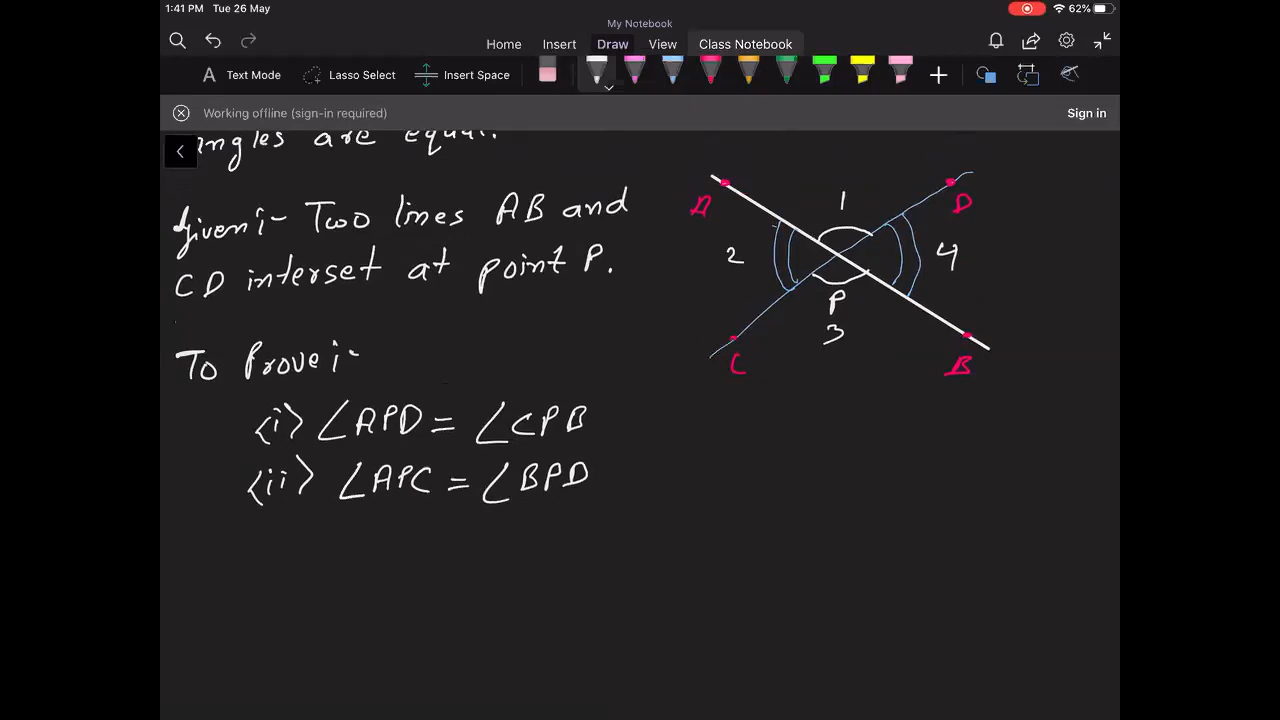 1:41 PM Tue 26 May
62%
My Notebook
Home Insert Draw View Class Notebook
A Text Mode Lasso Select Insert Space
Working offline (sign-in required) Sign in
angles are equal.
Given:- Two lines AB and
CD interset at point P.
To Prove:-
<i> ∠APD = ∠CPB
<ii> ∠APC = ∠BPD
A
1
D
2
4
P
3
C
B